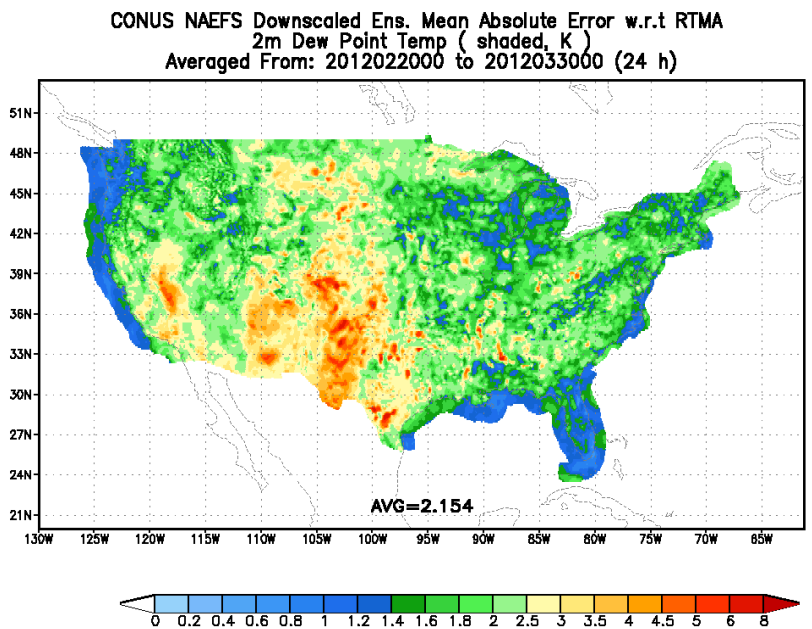 CONUS NAEFS Downscaled Ens. Mean Absolute Error w.r.t RTMA
2m Dew Point Temp ( shaded, K )
Averaged From: 2012022000 to 2012033000 (24 h)
51N
48N
45N
42N
39N
36N
33N
30N
27N
24N
21N
AVG=2.154
130W 125W 120W 115W 110W 105W 100W 95W 90W 85W 80W 75W 70W 65W
0 0.2 0.4 0.6 0.8 1 1.2 1.4 1.6 1.8 2 2.5 3 3.5 4 4.5 5 6 8